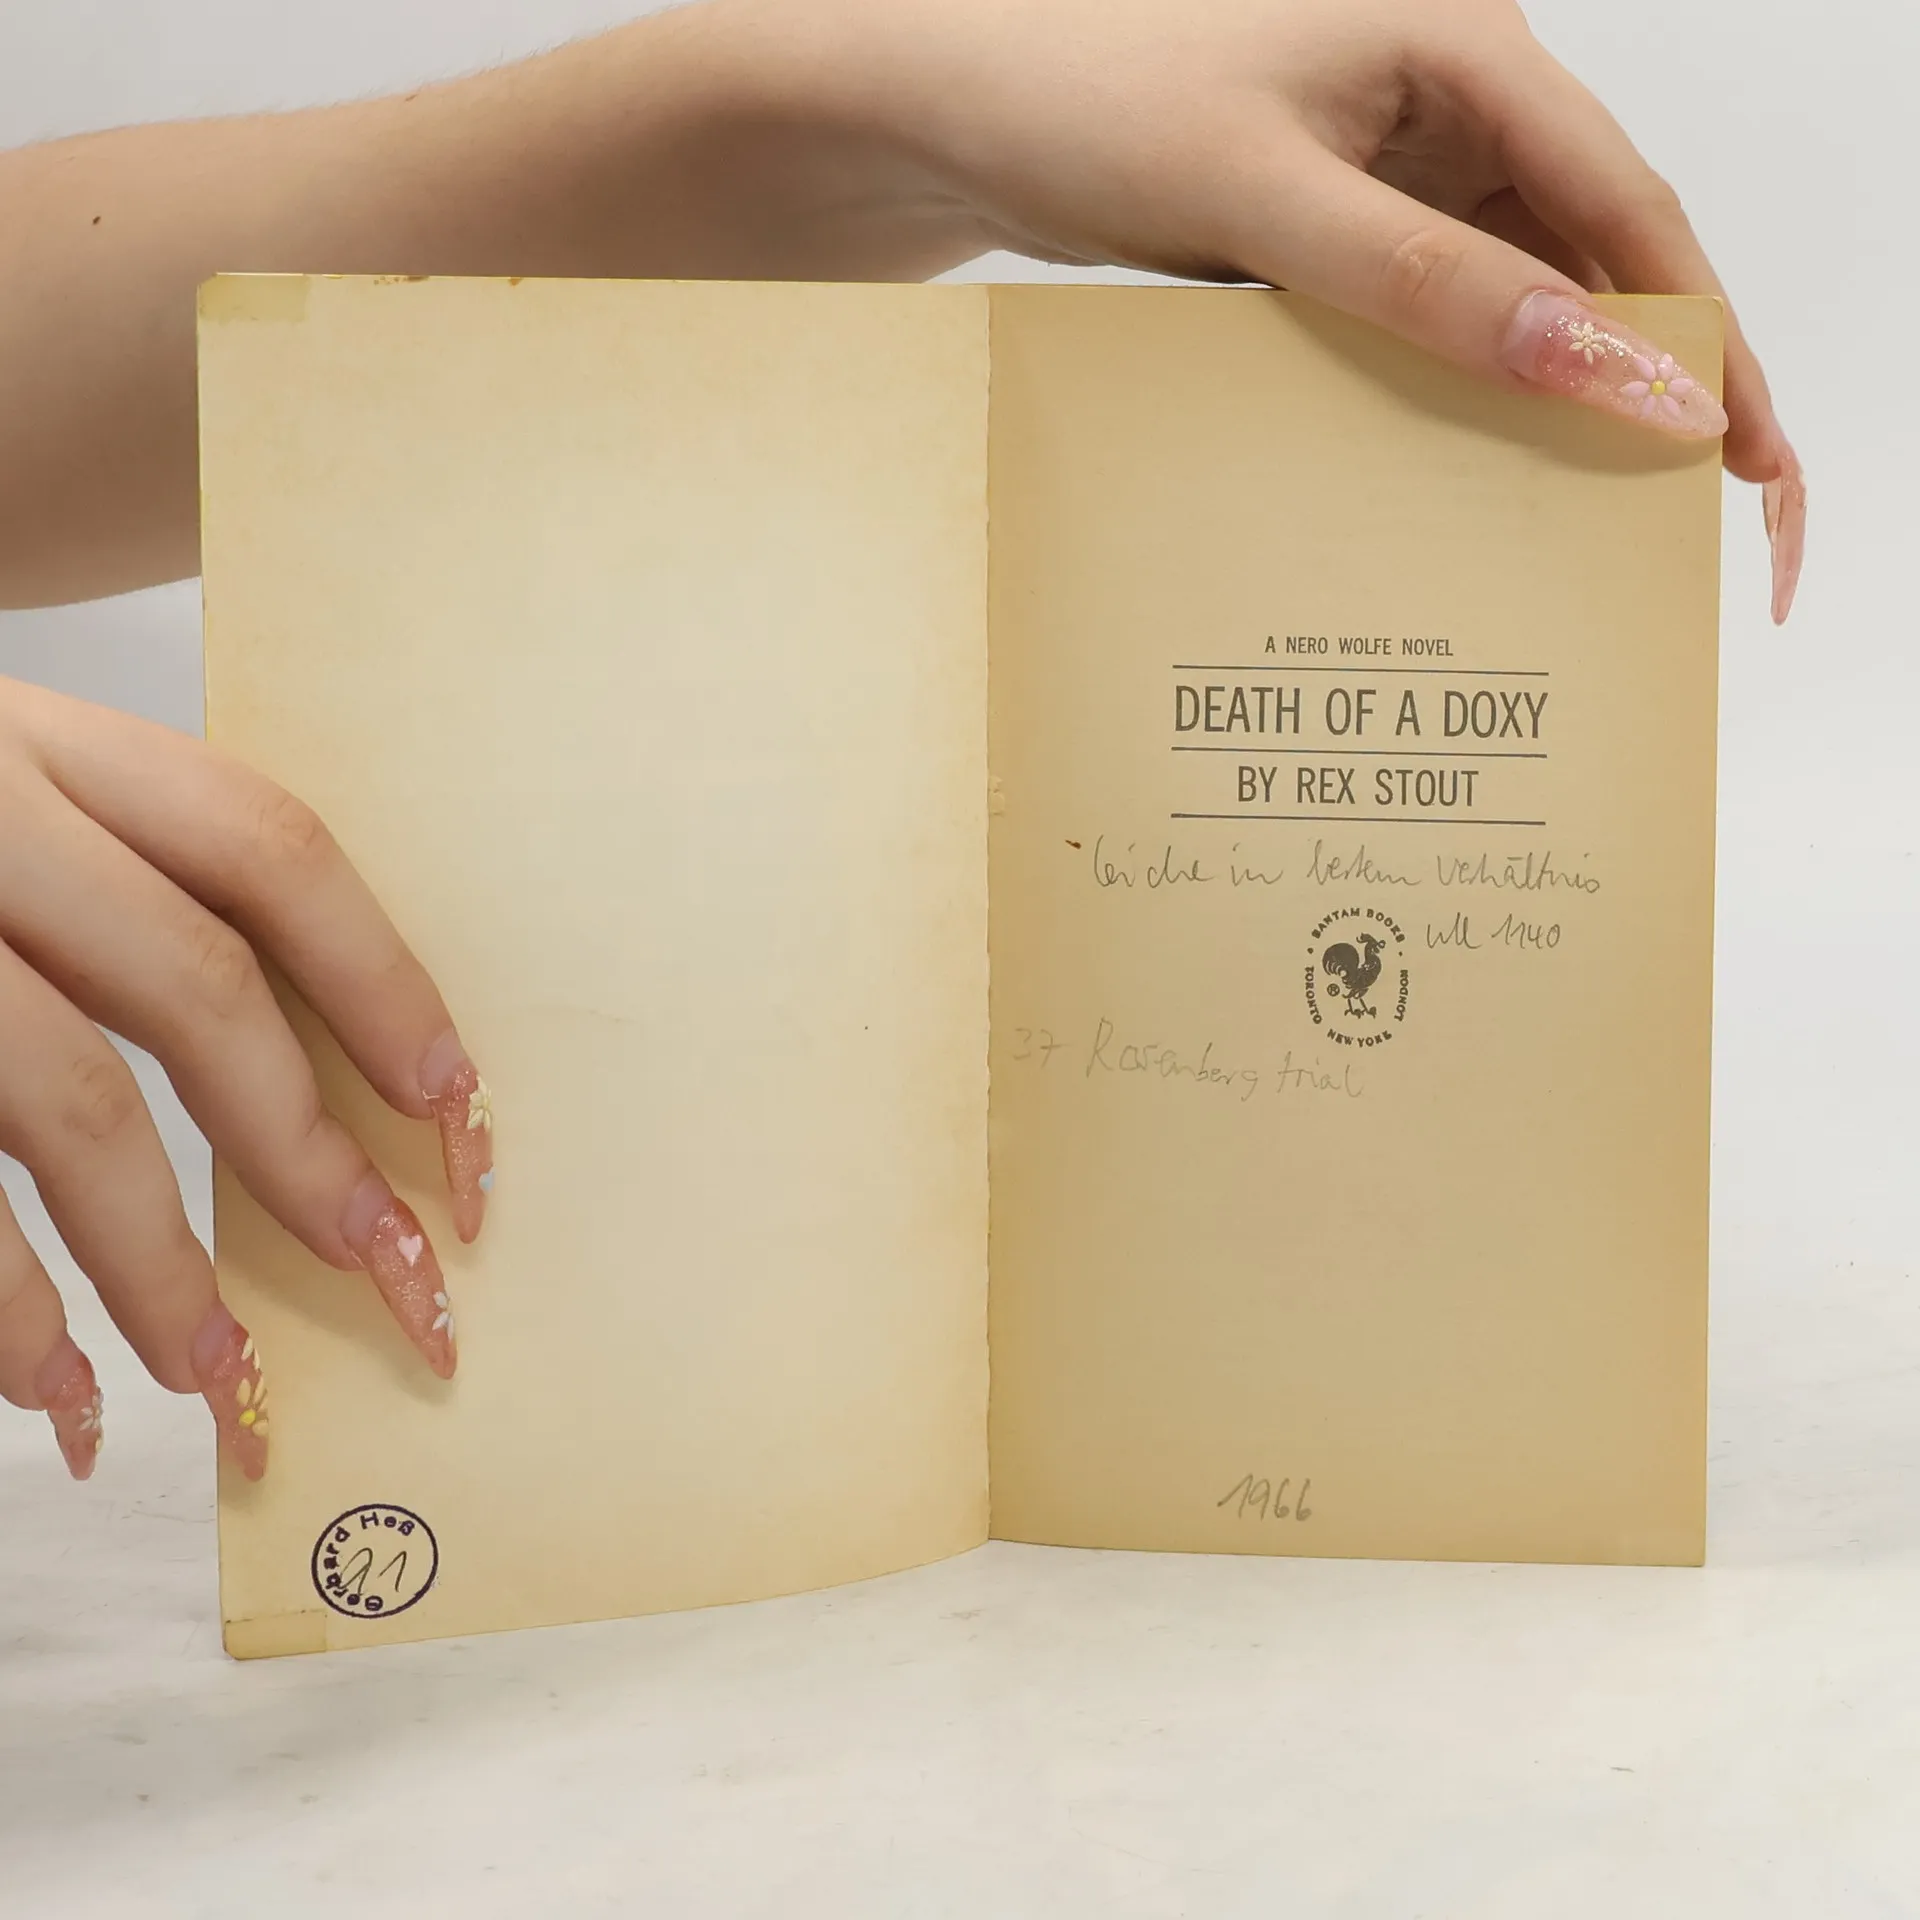 A NERO WOLFE NOVEL
DEATH OF A DOXY
BY REX STOUT
Leiche in bestem Verhältnis
BANTAM BOOKS
TORONTO NEW YORK LONDON
1140
37 Rosenberg trial
1966
Gerhard Heß